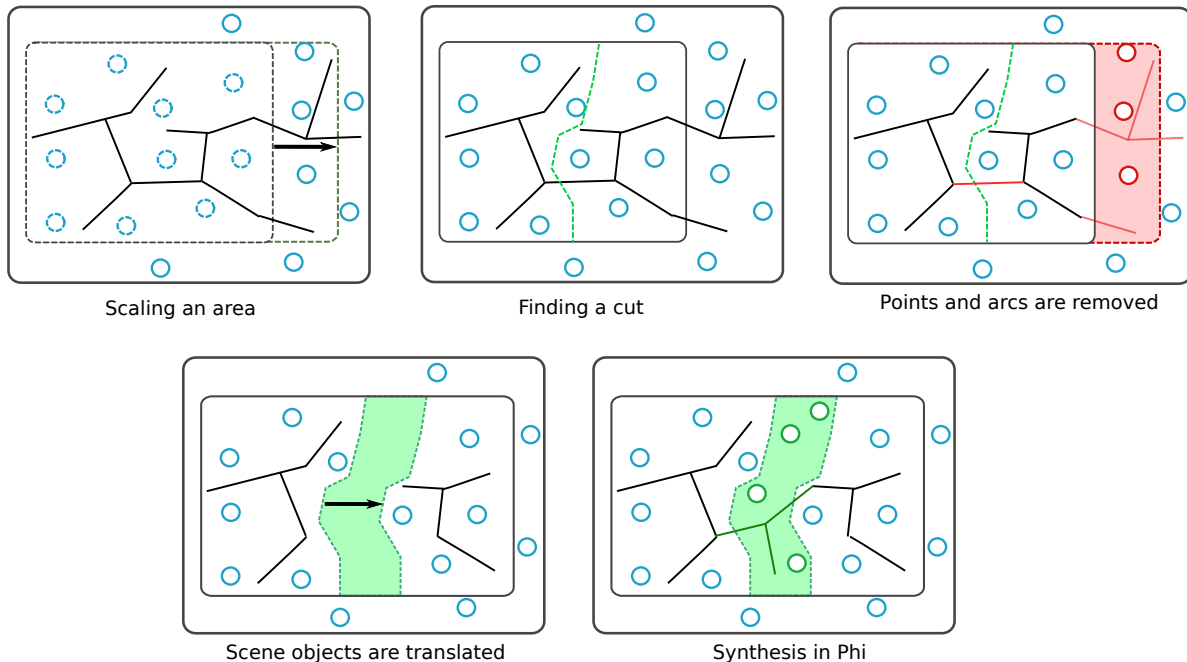 Scaling an area
Finding a cut
Points and arcs are removed
Scene objects are translated
Synthesis in Phi